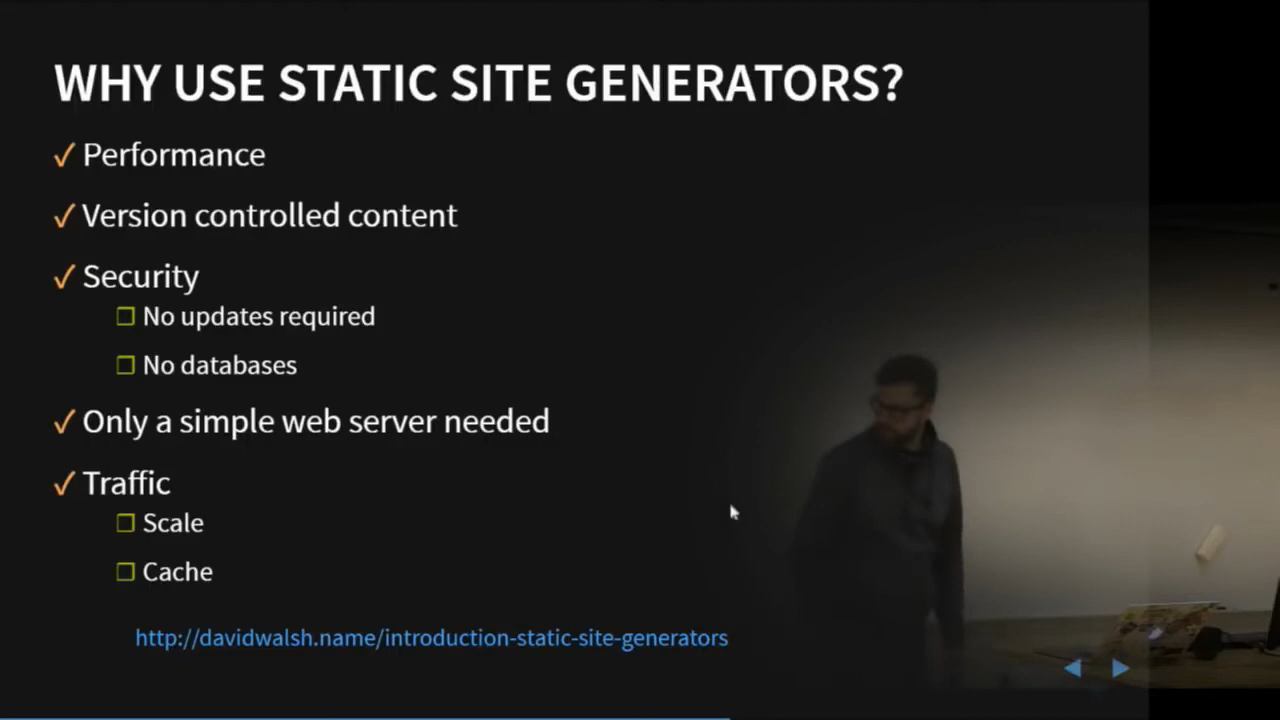 WHY USE STATIC SITE GENERATORS?
✓ Performance
✓ Version controlled content
✓ Security
❐ No updates required
❐ No databases
✓ Only a simple web server needed
✓ Traffic
❐ Scale
❐ Cache
http://davidwalsh.name/introduction-static-site-generators